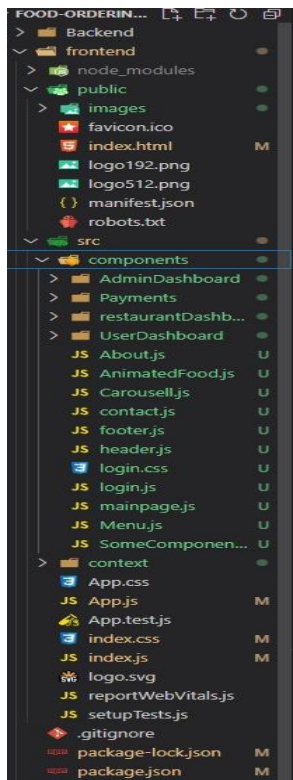 FOOD-ORDERIN...
Backend
frontend
node_modules
public
images
favicon.ico
index.html M
logo192.png
logo512.png
{ } manifest.json
robots.txt
src
components
AdminDashboard
Payments
restaurantDashb...
UserDashboard
JS About.js U
JS AnimatedFood.js U
JS Carousell.js U
JS contact.js U
JS footer.js U
JS header.js U
login.css U
JS login.js U
JS mainpage.js U
JS Menu.js U
JS SomeComponen... U
context
App.css
JS App.js M
App.test.js
index.css M
JS index.js M
logo.svg
JS reportWebVitals.js
JS setupTests.js
.gitignore
package-lock.json M
package.json M